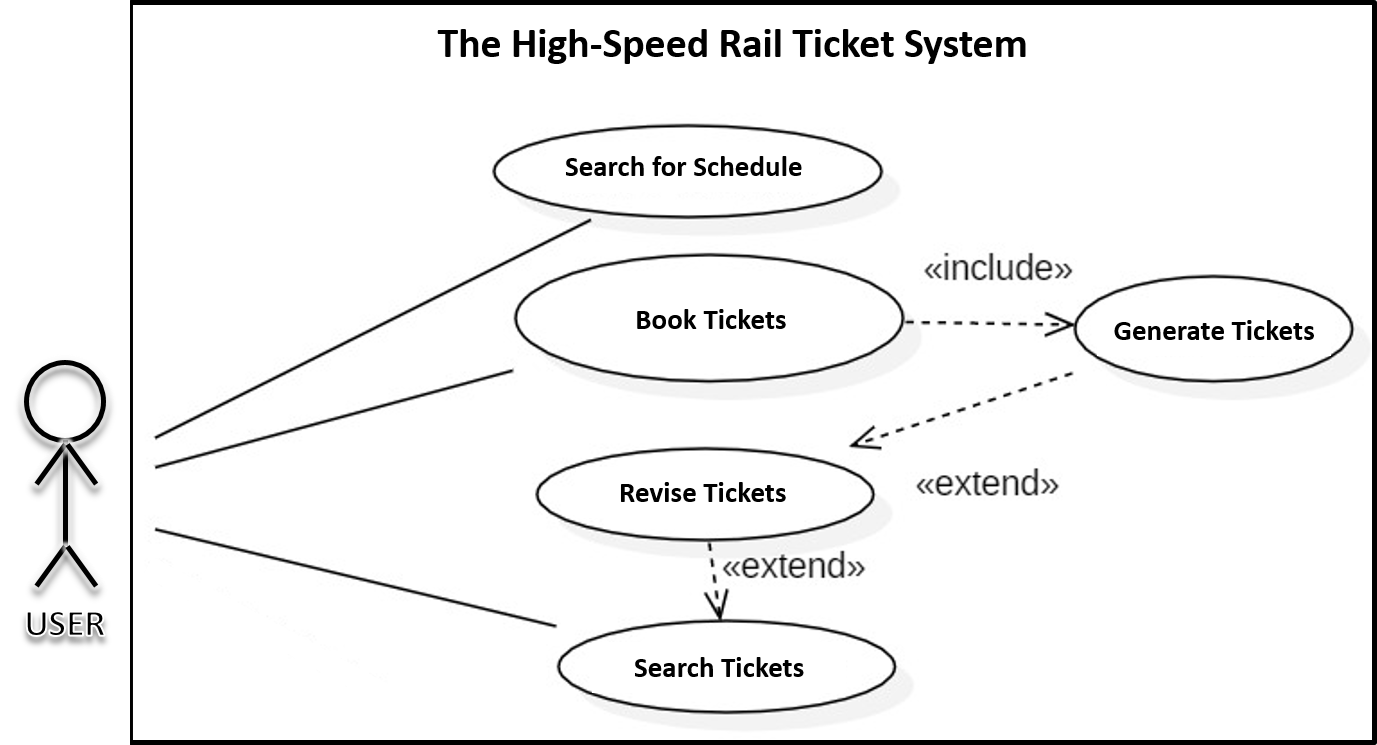 The High-Speed Rail Ticket System
Search for Schedule
«include»
Book Tickets
Generate Tickets
Revise Tickets
«extend»
«extend»
USER
Search Tickets